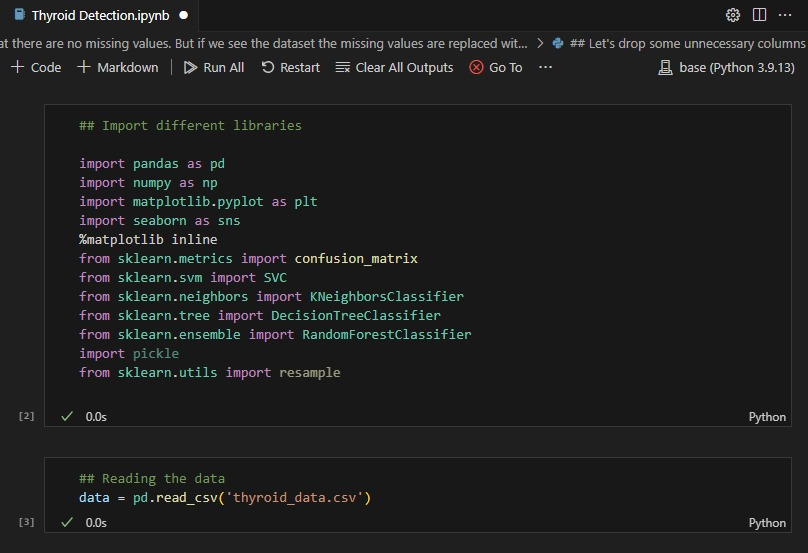 Thyroid Detection.ipynb
at there are no missing values. But if we see the dataset the missing values are replaced wit... > ## Let's drop some unnecessary columns
+ Code + Markdown | Run All Restart Clear All Outputs Go To ... base (Python 3.9.13)
## Import different libraries
import pandas as pd
import numpy as np
import matplotlib.pyplot as plt
import seaborn as sns
%matplotlib inline
from sklearn.metrics import confusion_matrix
from sklearn.svm import SVC
from sklearn.neighbors import KNeighborsClassifier
from sklearn.tree import DecisionTreeClassifier
from sklearn.ensemble import RandomForestClassifier
import pickle
from sklearn.utils import resample
[2] 0.0s Python
## Reading the data
data = pd.read_csv('thyroid_data.csv')
[3] 0.0s Python